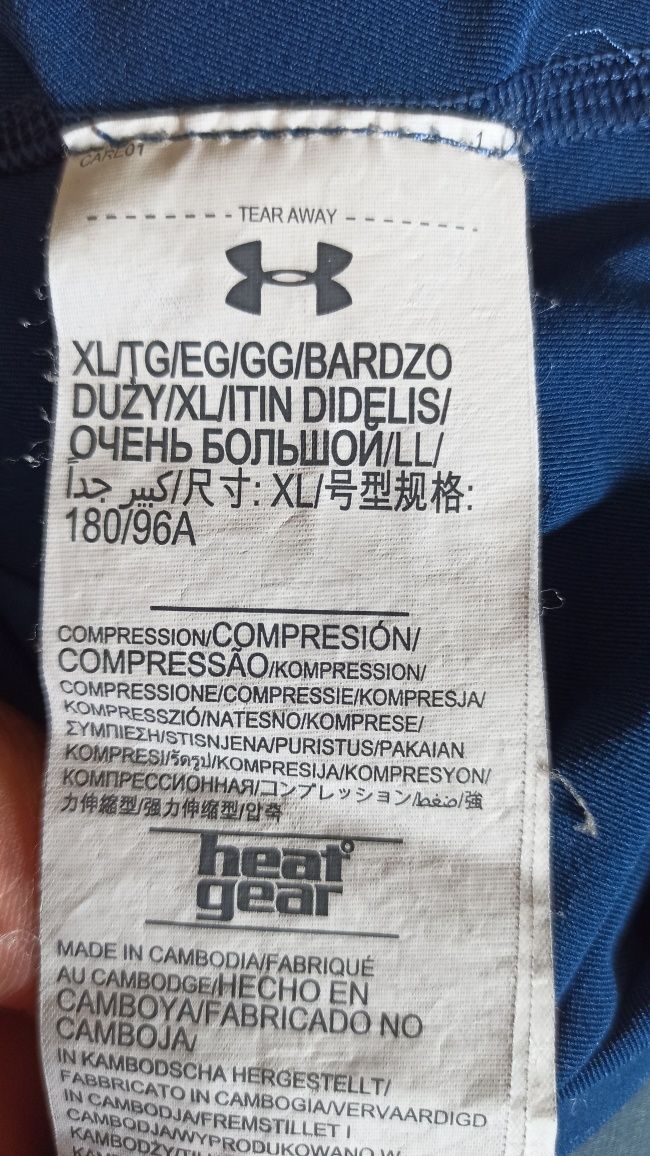 CARL01
1
TEAR AWAY
XL/TG/EG/GG/BARDZO
DUŻY/XL/ITIN DIDELIS/
ОЧЕНЬ БОЛЬШОЙ/LL/
كبير جداً/尺寸: XL/号型规格:
180/96A
COMPRESSION/COMPRESIÓN/
COMPRESSÃO/KOMPRESSION/
COMPRESSIONE/COMPRESSIE/KOMPRESJA/
KOMPRESSZIÓ/NATESNO/KOMPRESE/
ΣΥΜΠΙΕΣΗ/STISNJENA/PURISTUS/PAKAIAN
KOMPRESI/รัดรูป/KOMPRESIJA/KOMPRESYON/
КОМПРЕССИОННАЯ/コンプレッション/ضغط/強
力伸縮型/强力伸缩型/압축
heat
gear
MADE IN CAMBODIA/FABRIQUÉ
AU CAMBODGE/HECHO EN
CAMBOYA/FABRICADO NO
CAMBOJA/
IN KAMBODSCHA HERGESTELLT/
FABBRICATO IN CAMBOGIA/VERVAARDIGD
IN CAMBODJA/FREMSTILLET I
CAMBODJA/WYPRODUKOWANO W
KAMBODŻY/